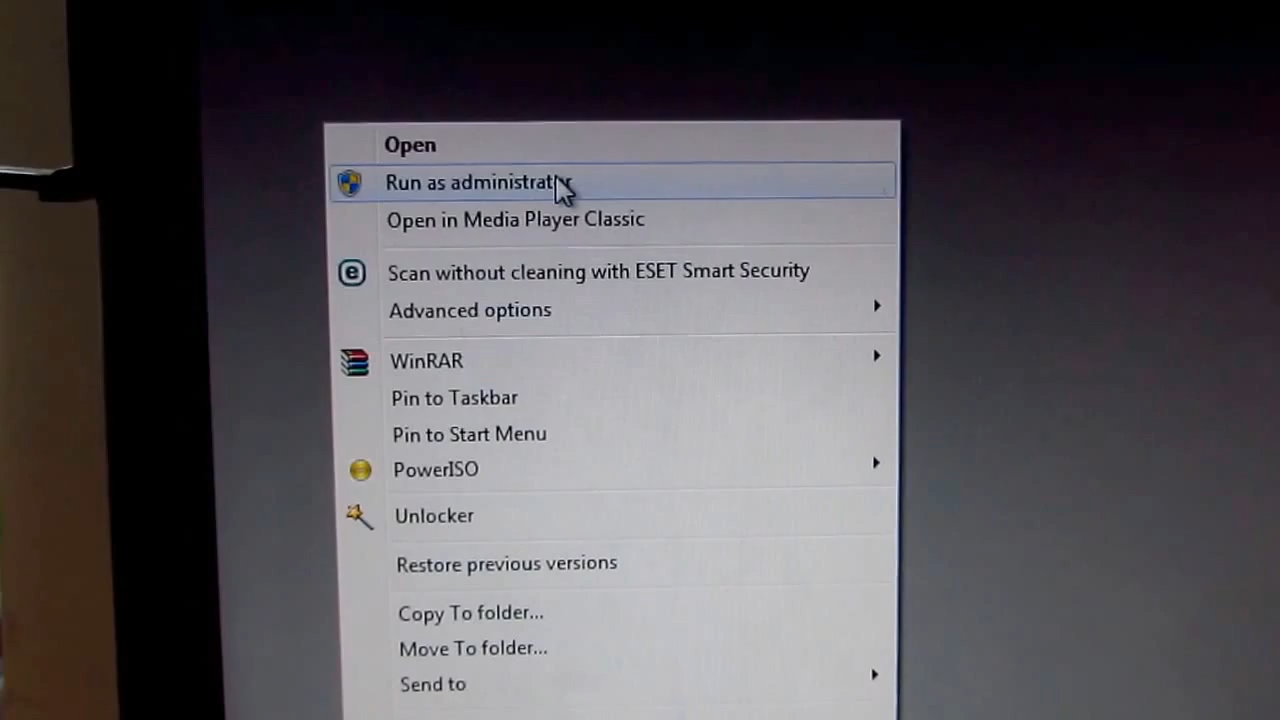 Open
Run as administrator
Open in Media Player Classic
Scan without cleaning with ESET Smart Security
Advanced options
WinRAR
Pin to Taskbar
Pin to Start Menu
PowerISO
Unlocker
Restore previous versions
Copy To folder...
Move To folder...
Send to